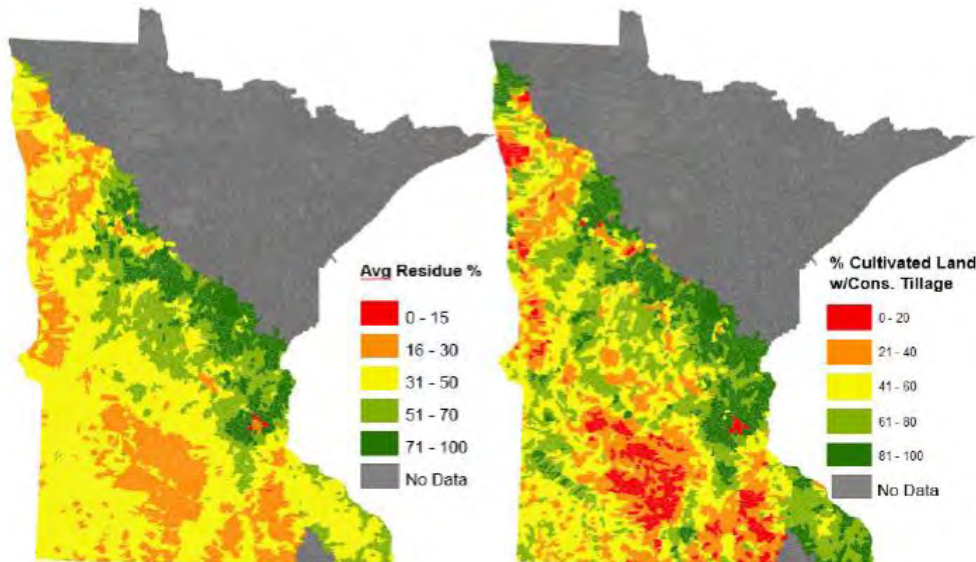 Avg Residue %
0 - 15
16 - 30
31 - 50
51 - 70
71 - 100
No Data
% Cultivated Land
w/Cons. Tillage
0 - 20
21 - 40
41 - 60
61 - 80
81 - 100
No Data